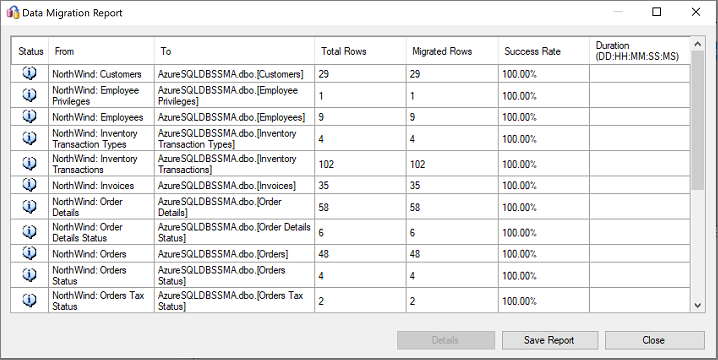 Data Migration Report
Status From To Total Rows Migrated Rows Success Rate Duration
(DD:HH:MM:SS:MS)
NorthWind: Customers AzureSQLDBSSMA.dbo.[Customers] 29 29 100.00%
NorthWind: Employee
Privileges AzureSQLDBSSMA.dbo.[Employee
Privileges] 1 1 100.00%
NorthWind: Employees AzureSQLDBSSMA.dbo.[Employees] 9 9 100.00%
NorthWind: Inventory
Transaction Types AzureSQLDBSSMA.dbo.[Inventory
Transaction Types] 4 4 100.00%
NorthWind: Inventory
Transactions AzureSQLDBSSMA.dbo.[Inventory
Transactions] 102 102 100.00%
NorthWind: Invoices AzureSQLDBSSMA.dbo.[Invoices] 35 35 100.00%
NorthWind: Order
Details AzureSQLDBSSMA.dbo.[Order
Details] 58 58 100.00%
NorthWind: Order
Details Status AzureSQLDBSSMA.dbo.[Order Details
Status] 6 6 100.00%
NorthWind: Orders AzureSQLDBSSMA.dbo.[Orders] 48 48 100.00%
NorthWind: Orders
Status AzureSQLDBSSMA.dbo.[Orders
Status] 4 4 100.00%
NorthWind: Orders Tax
Status AzureSQLDBSSMA.dbo.[Orders Tax
Status] 2 2 100.00%
Details Save Report Close